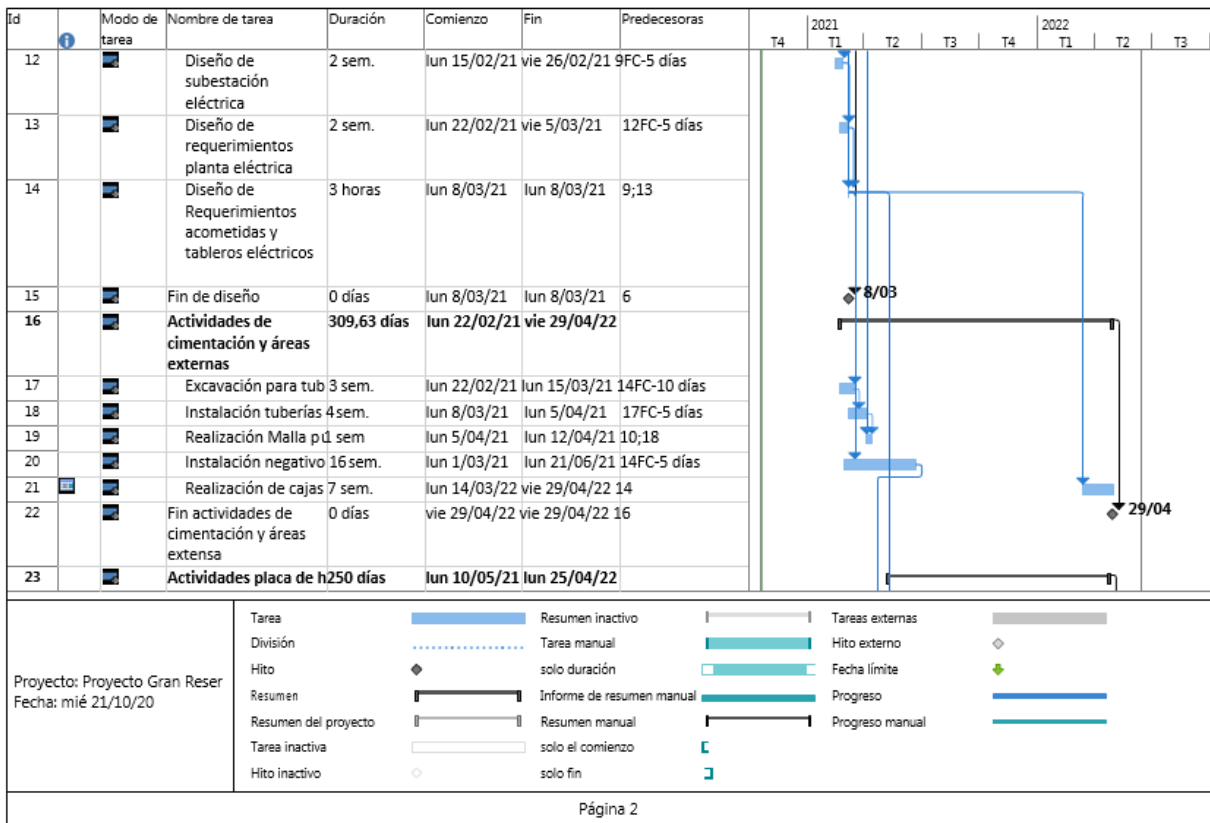 Id Modo de tarea Nombre de tarea Duración Comienzo Fin Predecesoras
2021 2022
T4 T1 T2 T3 T4 T1 T2 T3
12 Diseño de subestación eléctrica 2 sem. lun 15/02/21 vie 26/02/21 9FC-5 días
13 Diseño de requerimientos planta eléctrica 2 sem. lun 22/02/21 vie 5/03/21 12FC-5 días
14 Diseño de Requerimientos acometidas y tableros eléctricos 3 horas lun 8/03/21 lun 8/03/21 9;13
15 Fin de diseño 0 días lun 8/03/21 lun 8/03/21 6 8/03
16 Actividades de cimentación y áreas externas 309,63 días lun 22/02/21 vie 29/04/22
17 Excavación para tub 3 sem. lun 22/02/21 lun 15/03/21 14FC-10 días
18 Instalación tuberías 4 sem. lun 8/03/21 lun 5/04/21 17FC-5 días
19 Realización Malla pu 1 sem lun 5/04/21 lun 12/04/21 10;18
20 Instalación negativo 16 sem. lun 1/03/21 lun 21/06/21 14FC-5 días
21 Realización de cajas 7 sem. lun 14/03/22 vie 29/04/22 14
22 Fin actividades de cimentación y áreas extensa 0 días vie 29/04/22 vie 29/04/22 16 29/04
23 Actividades placa de h 250 días lun 10/05/21 lun 25/04/22
Proyecto: Proyecto Gran Reser
Fecha: mié 21/10/20
Tarea
División
Hito
Resumen
Resumen del proyecto
Tarea inactiva
Hito inactivo
Resumen inactivo
Tarea manual
solo duración
Informe de resumen manual
Resumen manual
solo el comienzo
solo fin
Tareas externas
Hito externo
Fecha límite
Progreso
Progreso manual
Página 2